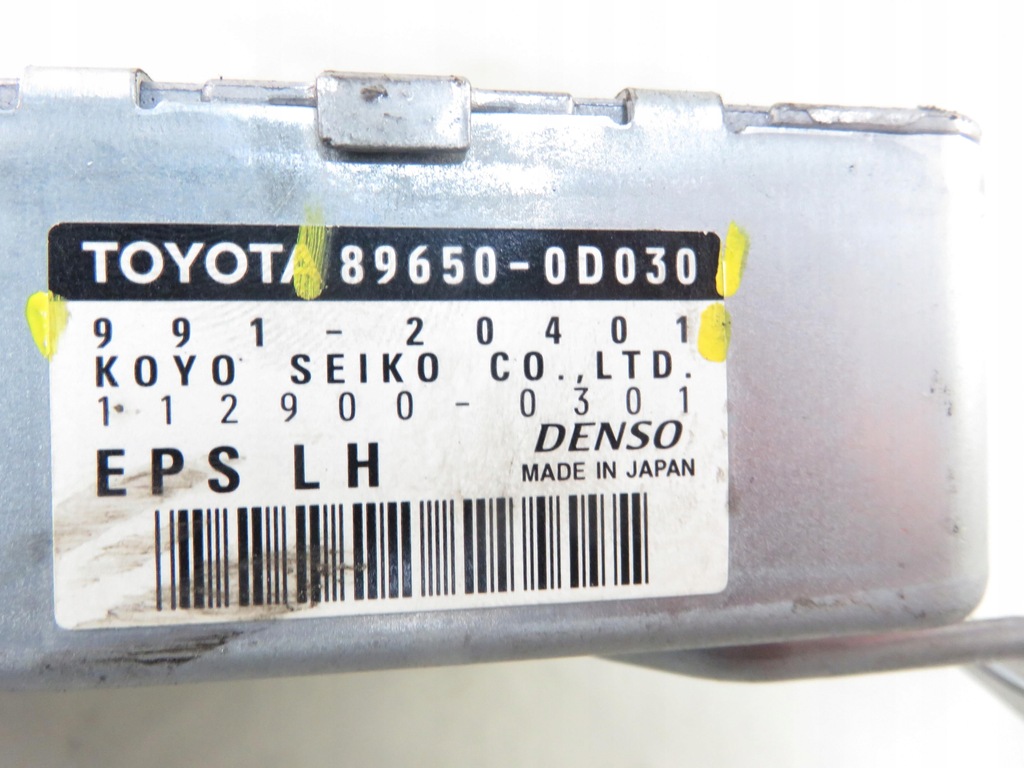 TOYOTA 89650-0D030
991-20401
KOYO SEIKO CO.,LTD.
112900-0301
EPS LH
DENSO
MADE IN JAPAN